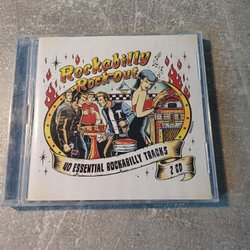 Rockabilly
Rock-Out
40 ESSENTIAL ROCKABILLY TRACKS
2 CD